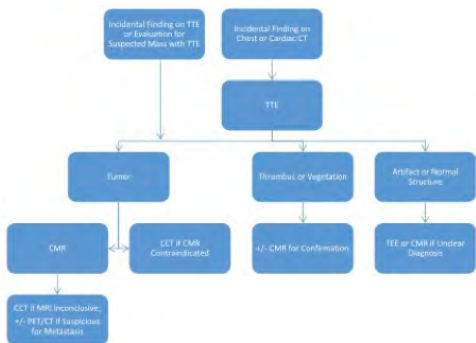 Incidental Finding on TTE
or Evaluation for
Suspected Mass with TTE
Incidental Finding on
Chest or Cardiac CT
TTE
Tumor
Thrombus or Vegetation
Artifact or Normal
Structure
CMR
CCT if CMR
Contraindicated
+/- CMR for Confirmation
TEE or CMR if Unclear
Diagnosis
CCT if MRI Inconclusive;
+/- PET/CT if Suspicious
for Metastasis